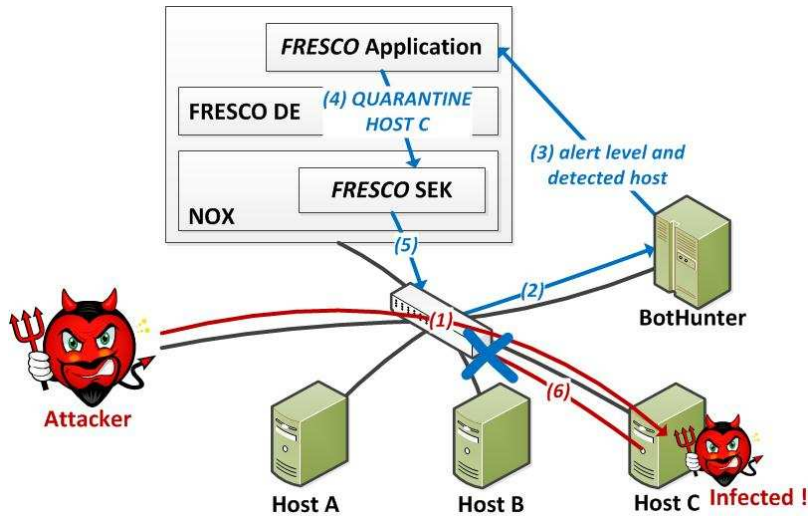 FRESCO Application
(4) QUARANTINE
HOST C
FRESCO DE
(3) alert level and
detected host
FRESCO SEK
NOX
(5)
(2)
BotHunter
(1)
Attacker
(6)
Host A
Host B
Host C
Infected !